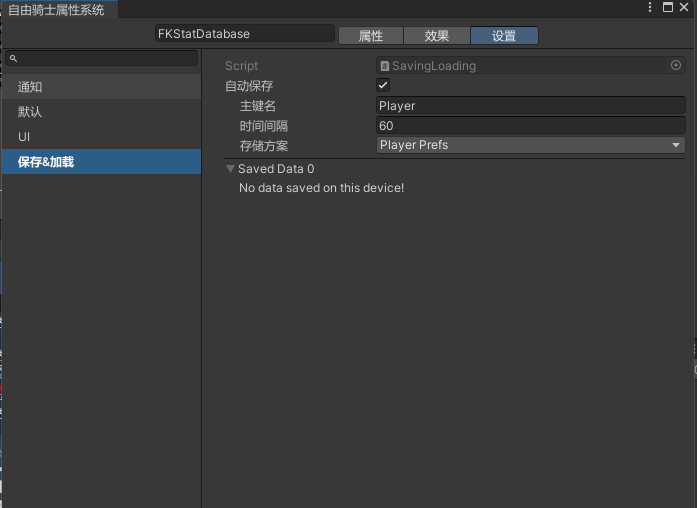 自由骑士属性系统
FKStatDatabase 属性 效果 设置
通知
默认
UI
保存&加载
Script SavingLoading
自动保存
主键名 Player
时间间隔 60
存储方案 Player Prefs
Saved Data 0
No data saved on this device!